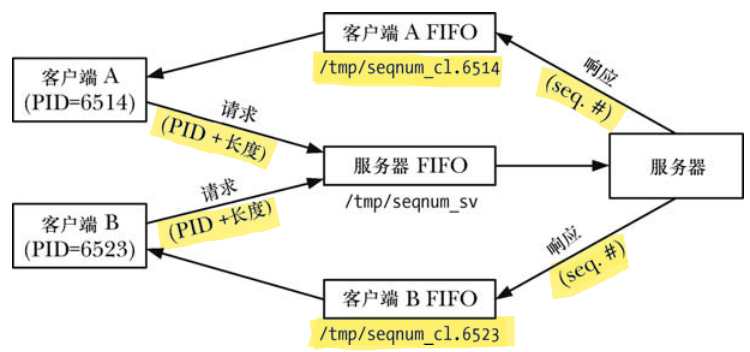 客户端 A FIFO
/tmp/seqnum_cl.6514
客户端 A
(PID=6514)
响应
(seq. #)
请求
(PID +长度)
服务器 FIFO
/tmp/seqnum_sv
服务器
请求
(PID +长度)
客户端 B
(PID=6523)
响应
(seq. #)
客户端 B FIFO
/tmp/seqnum_cl.6523